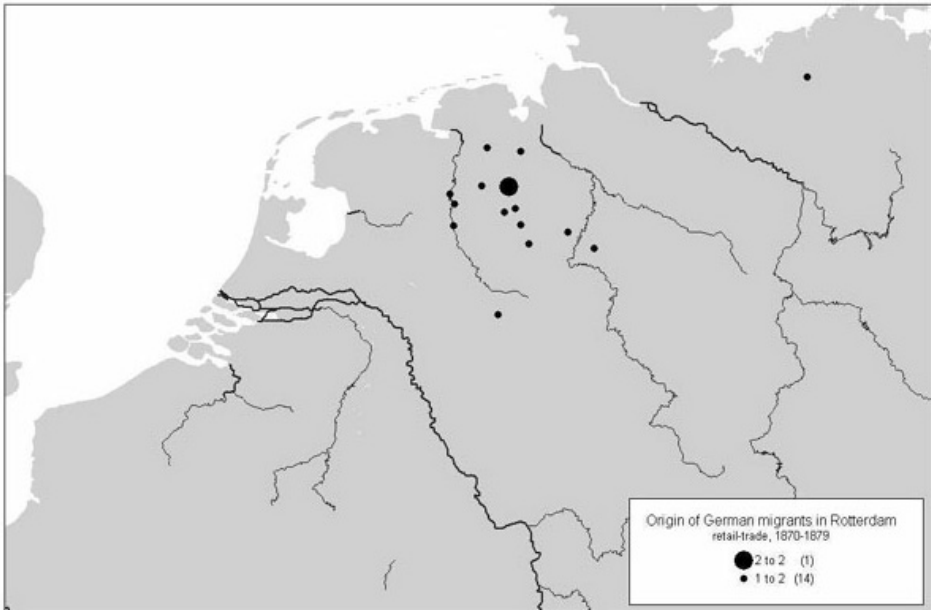 Origin of German migrants in Rotterdam
retail-trade, 1870-1879
2 to 2 (1)
1 to 2 (14)